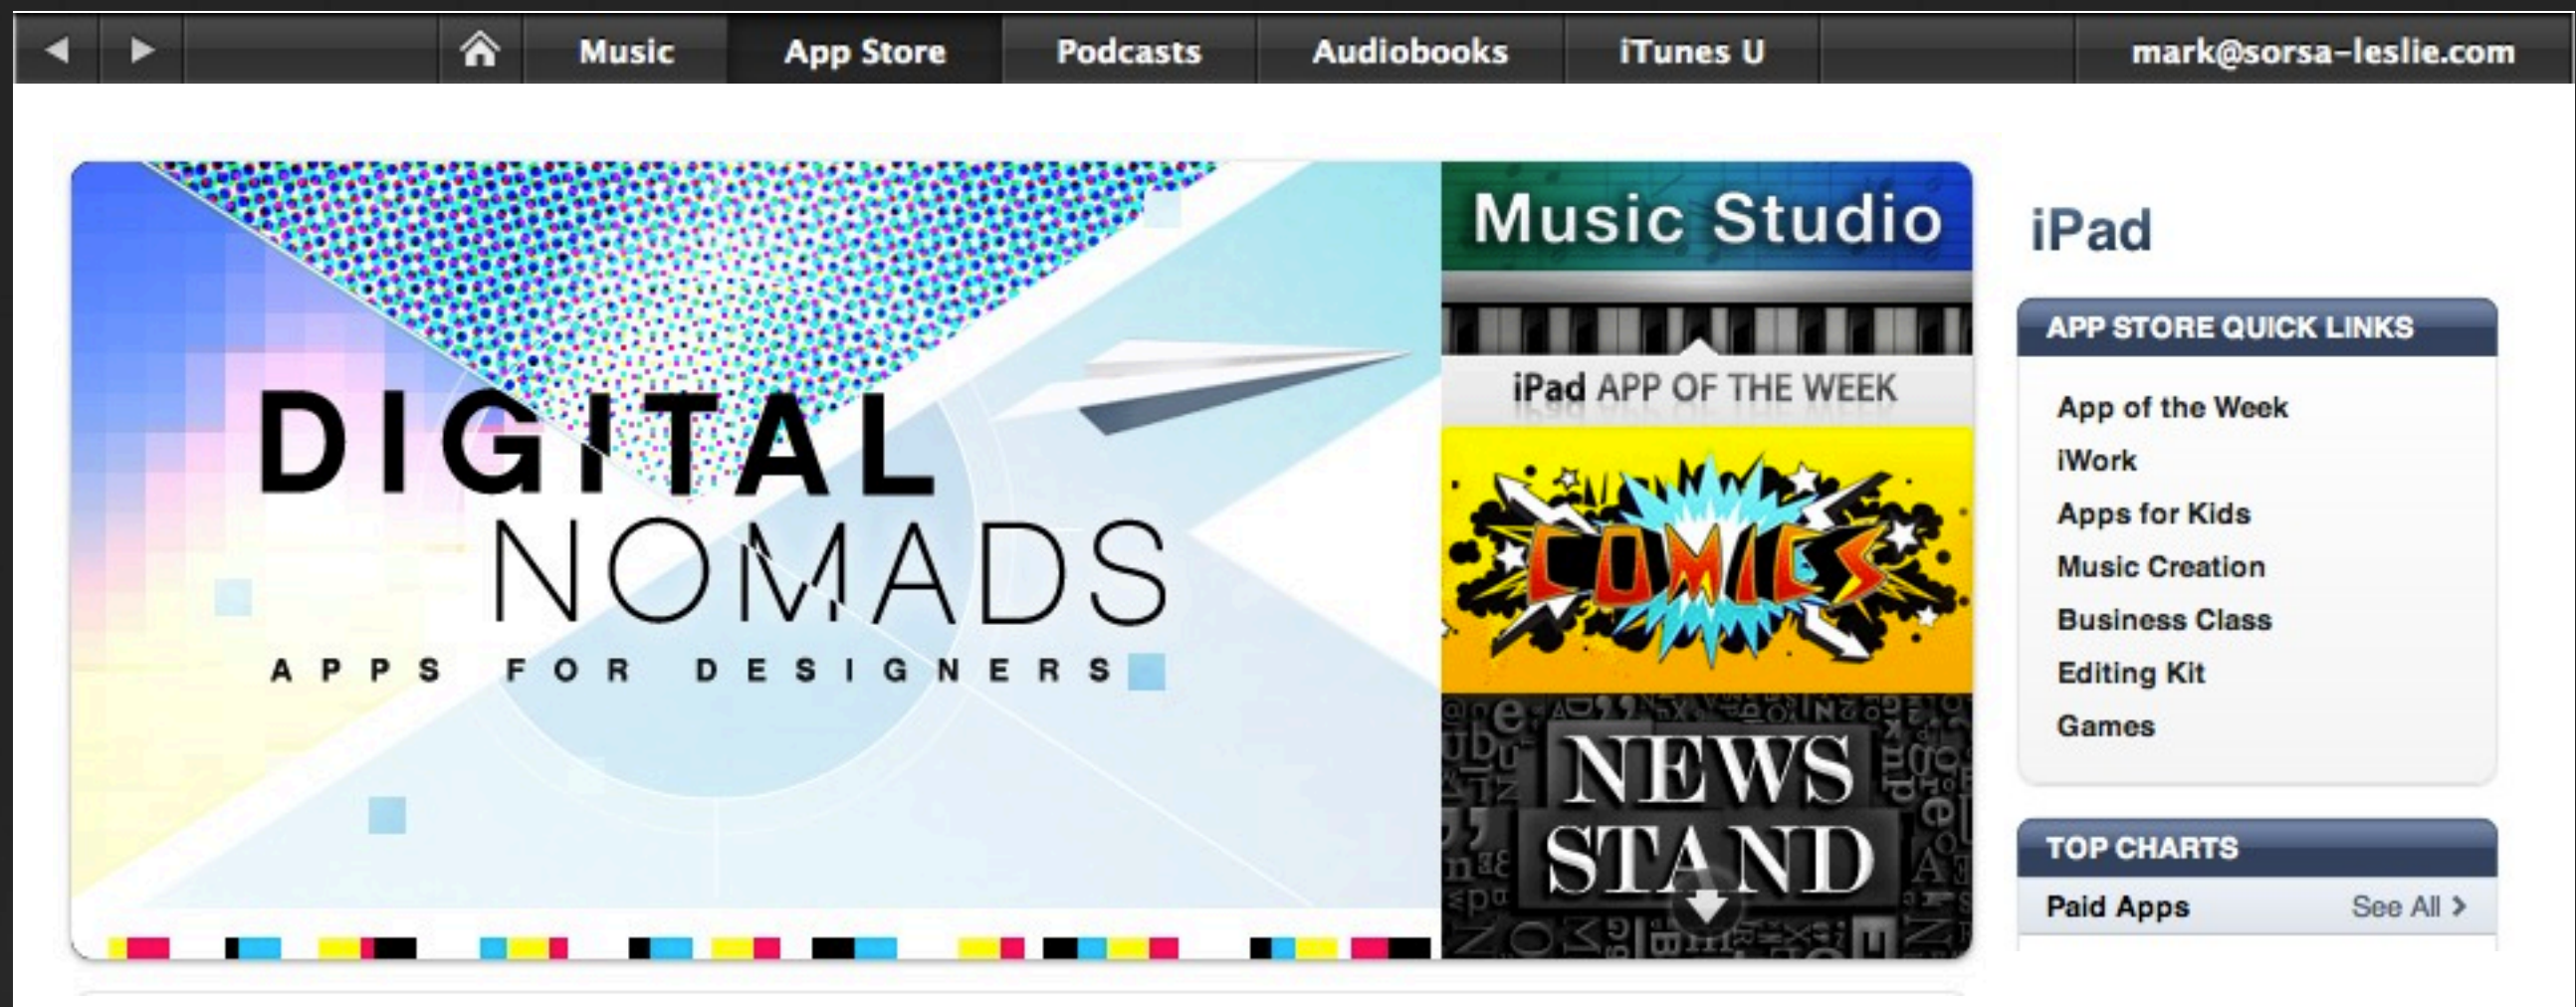 Music App Store Podcasts Audiobooks iTunes U mark@sorsa-leslie.com
DIGITAL
NOMADS
APPS FOR DESIGNERS
Music Studio
iPad APP OF THE WEEK
COMICS
NEWS
STAND
iPad
APP STORE QUICK LINKS
App of the Week
iWork
Apps for Kids
Music Creation
Business Class
Editing Kit
Games
TOP CHARTS
Paid Apps See All >